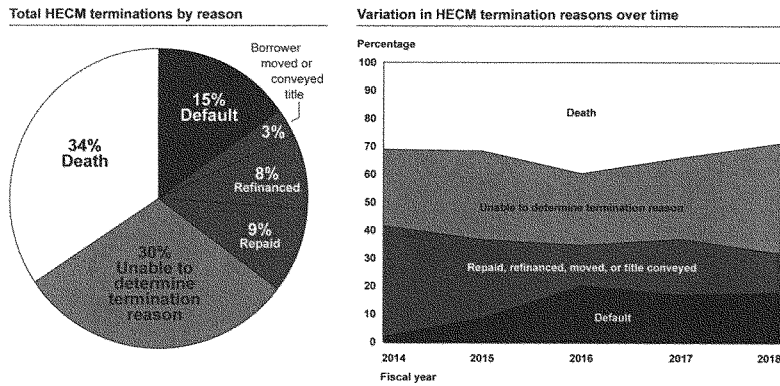 Total HECM terminations by reason
Borrower
moved or
conveyed
title
15%
Default
3%
34%
Death
8%
Refinanced
9%
Repaid
30%
Unable to
determine
termination
reason
Variation in HECM termination reasons over time
Percentage
100
90
80
70
60
50
40
30
20
10
0
Death
Unable to determine termination reason
Repaid, refinanced, moved, or title conveyed
Default
2014
2015
2016
2017
2018
Fiscal year